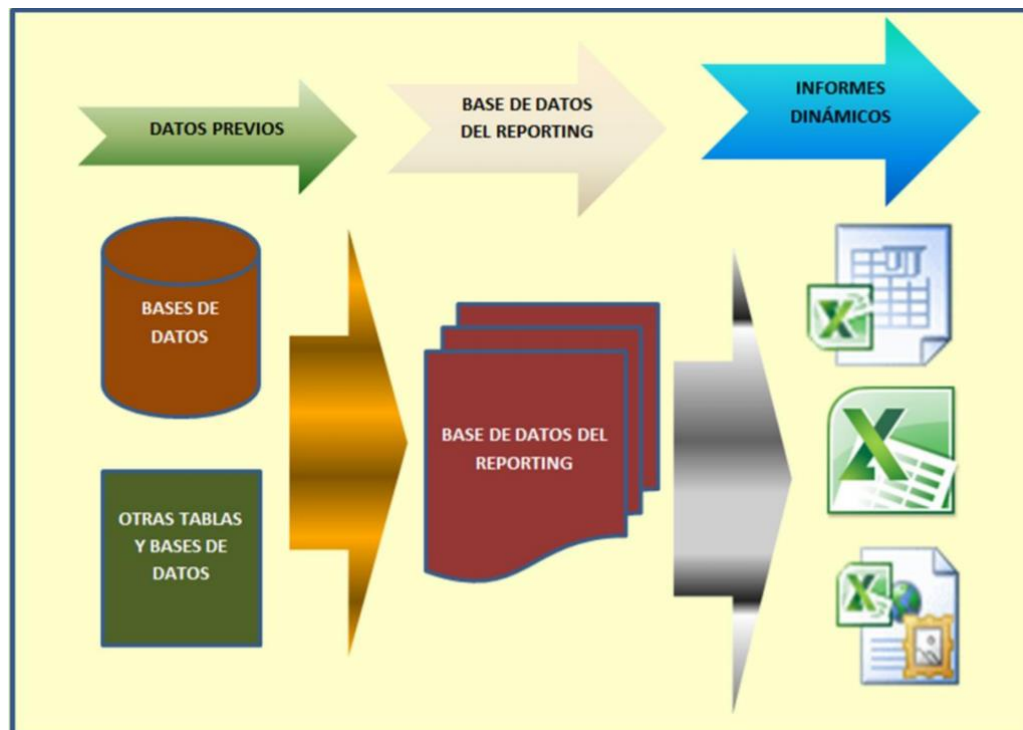 DATOS PREVIOS
BASE DE DATOS
DEL REPORTING
INFORMES
DINÁMICOS
BASES DE
DATOS
OTRAS TABLAS
Y BASES DE
DATOS
BASE DE DATOS DEL
REPORTING